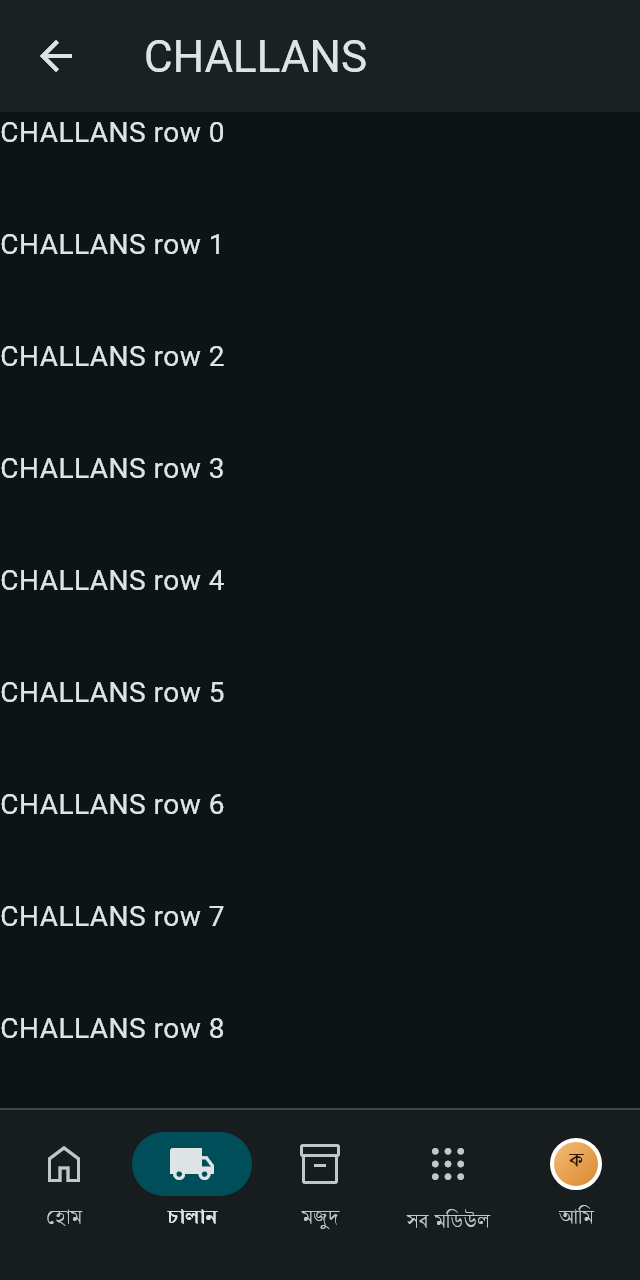 CHALLANS
CHALLANS row 0
CHALLANS row 1
CHALLANS row 2
CHALLANS row 3
CHALLANS row 4
CHALLANS row 5
CHALLANS row 6
CHALLANS row 7
CHALLANS row 8
ক
হোম চালান মজুদ সব মডিউল আমি